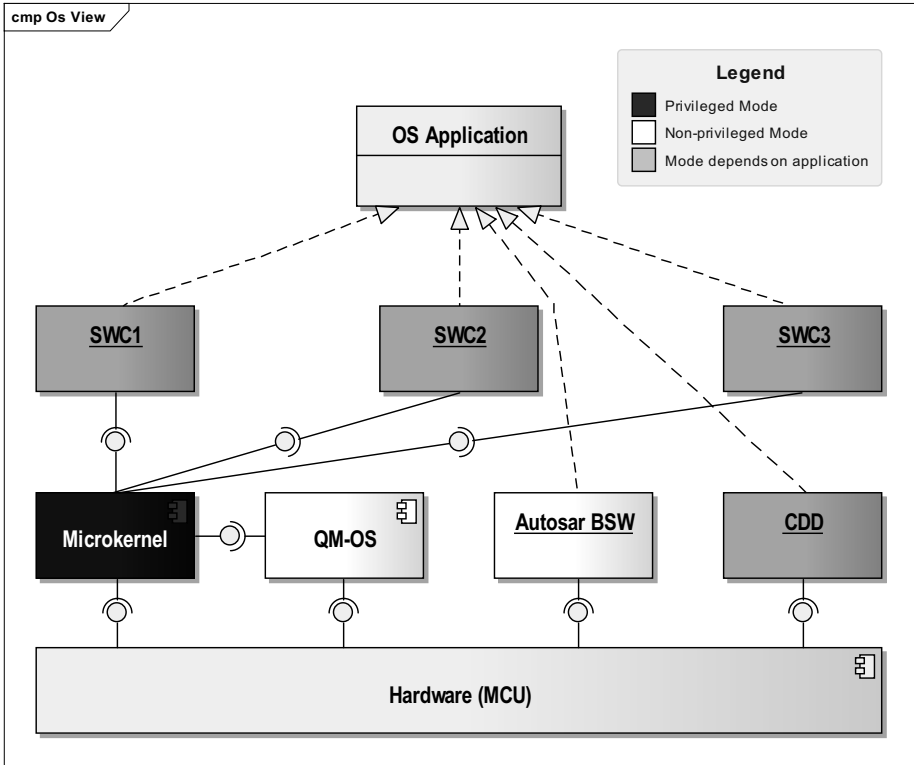 cmp Os View
Legend
Privileged Mode
Non-privileged Mode
Mode depends on application
OS Application
SWC1
SWC2
SWC3
Microkernel
QM-OS
Autosar BSW
CDD
Hardware (MCU)